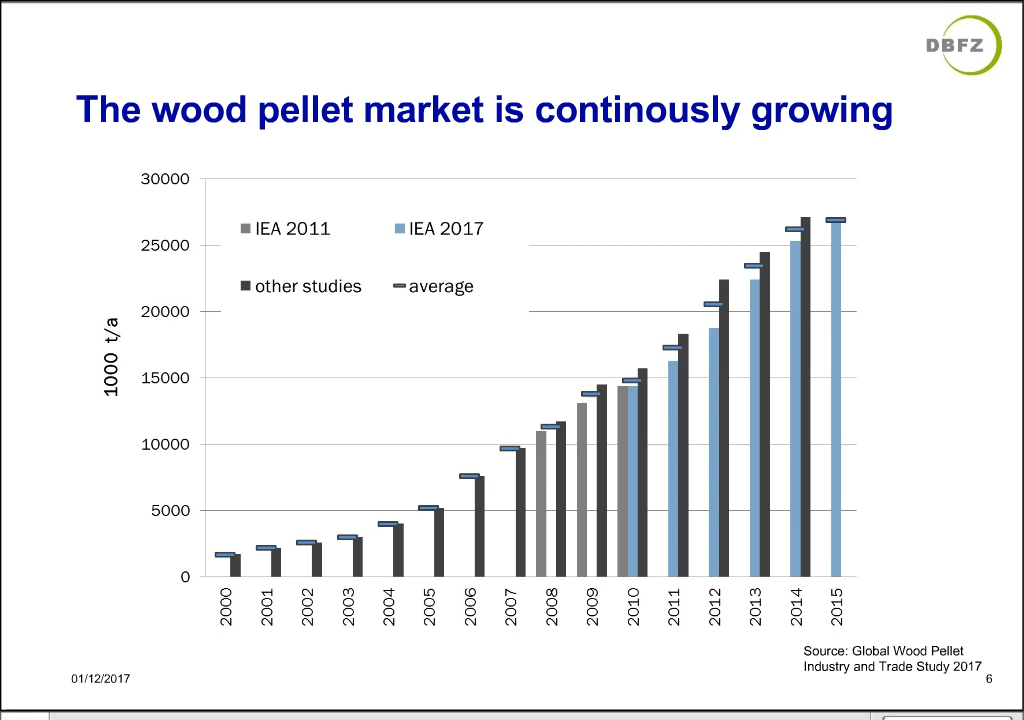 DBFZ
The wood pellet market is continously growing
30000
25000
20000
15000
10000
5000
0
1000 t/a
IEA 2011
IEA 2017
other studies
average
2000
2001
2002
2003
2004
2005
2006
2007
2008
2009
2010
2011
2012
2013
2014
2015
Source: Global Wood Pellet
Industry and Trade Study 2017
01/12/2017
6